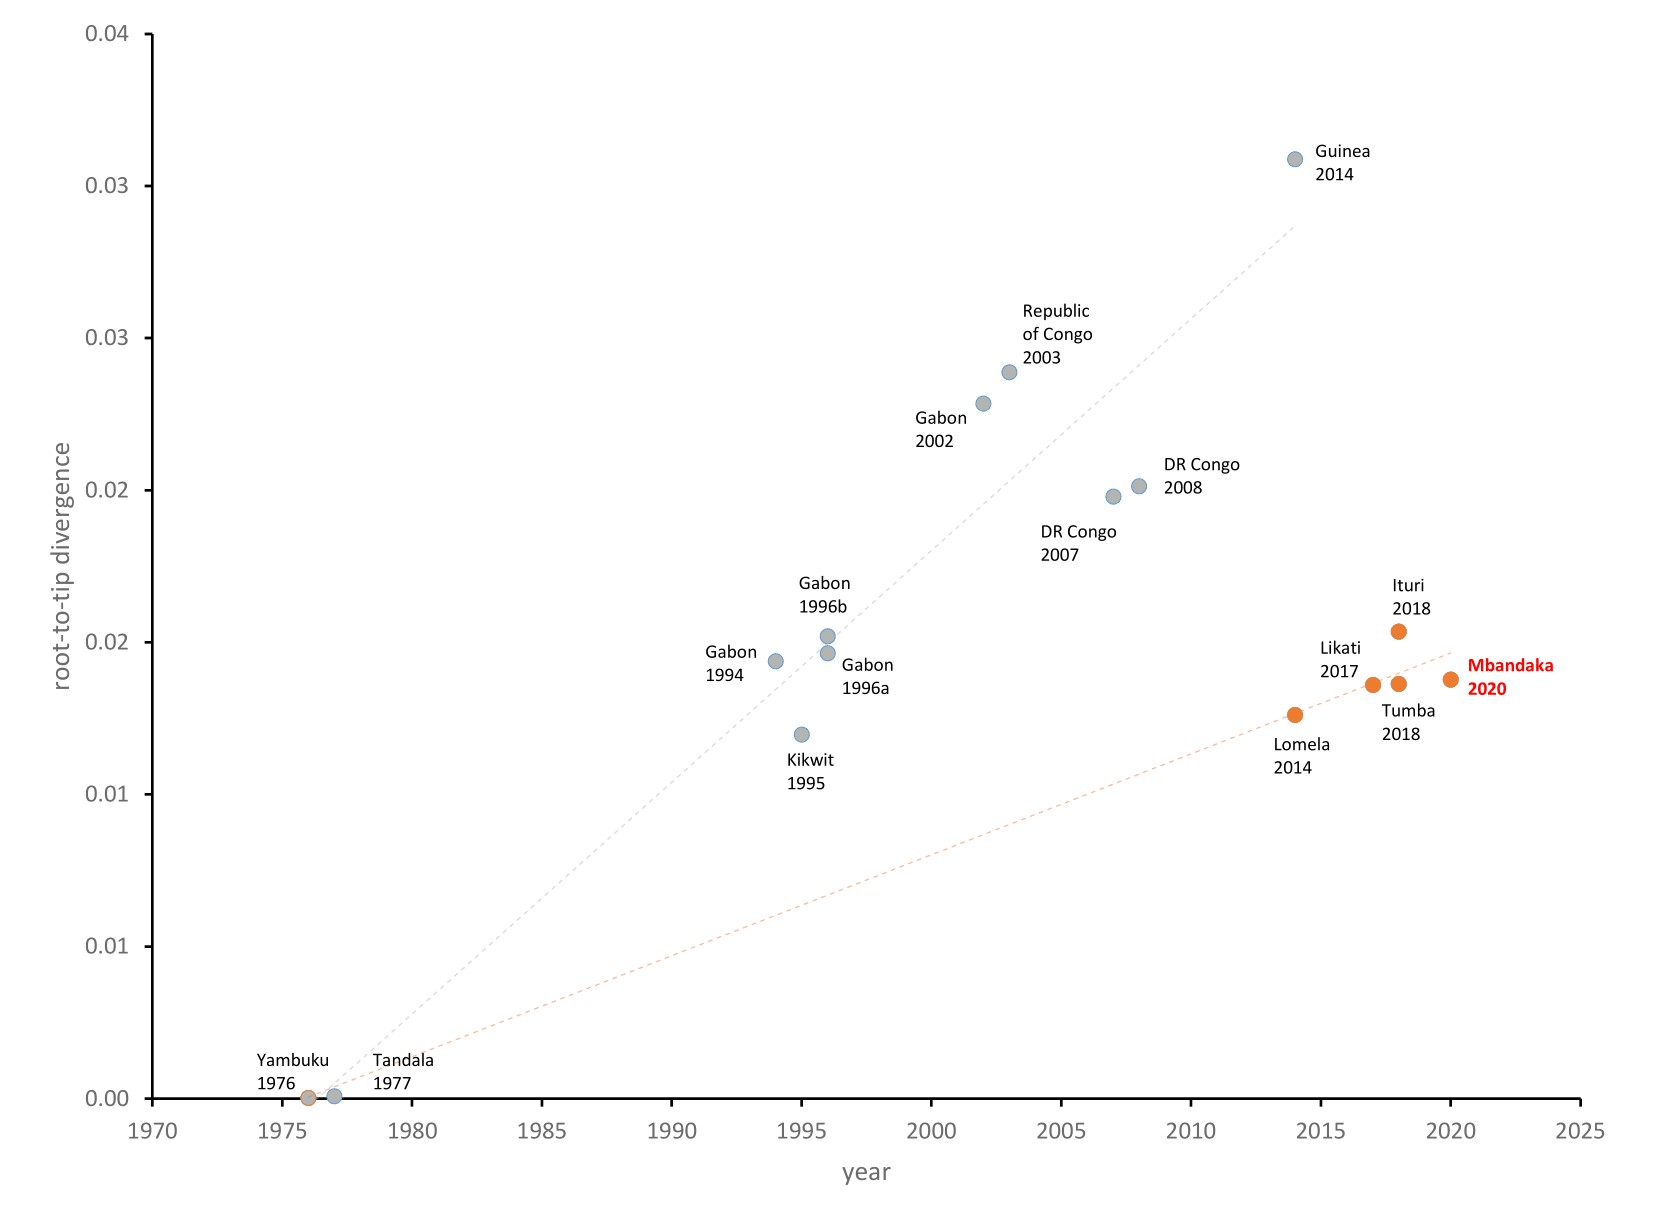 0.04
0.03
0.03
0.02
0.02
0.01
0.01
0.00
root-to-tip divergence
1970
1975
1980
1985
1990
1995
2000
2005
2010
2015
2020
2025
year
Yambuku
1976
Tandala
1977
Gabon
1994
Kikwit
1995
Gabon
1996b
Gabon
1996a
Gabon
2002
Republic
of Congo
2003
DR Congo
2007
DR Congo
2008
Guinea
2014
Lomela
2014
Likati
2017
Ituri
2018
Tumba
2018
Mbandaka
2020